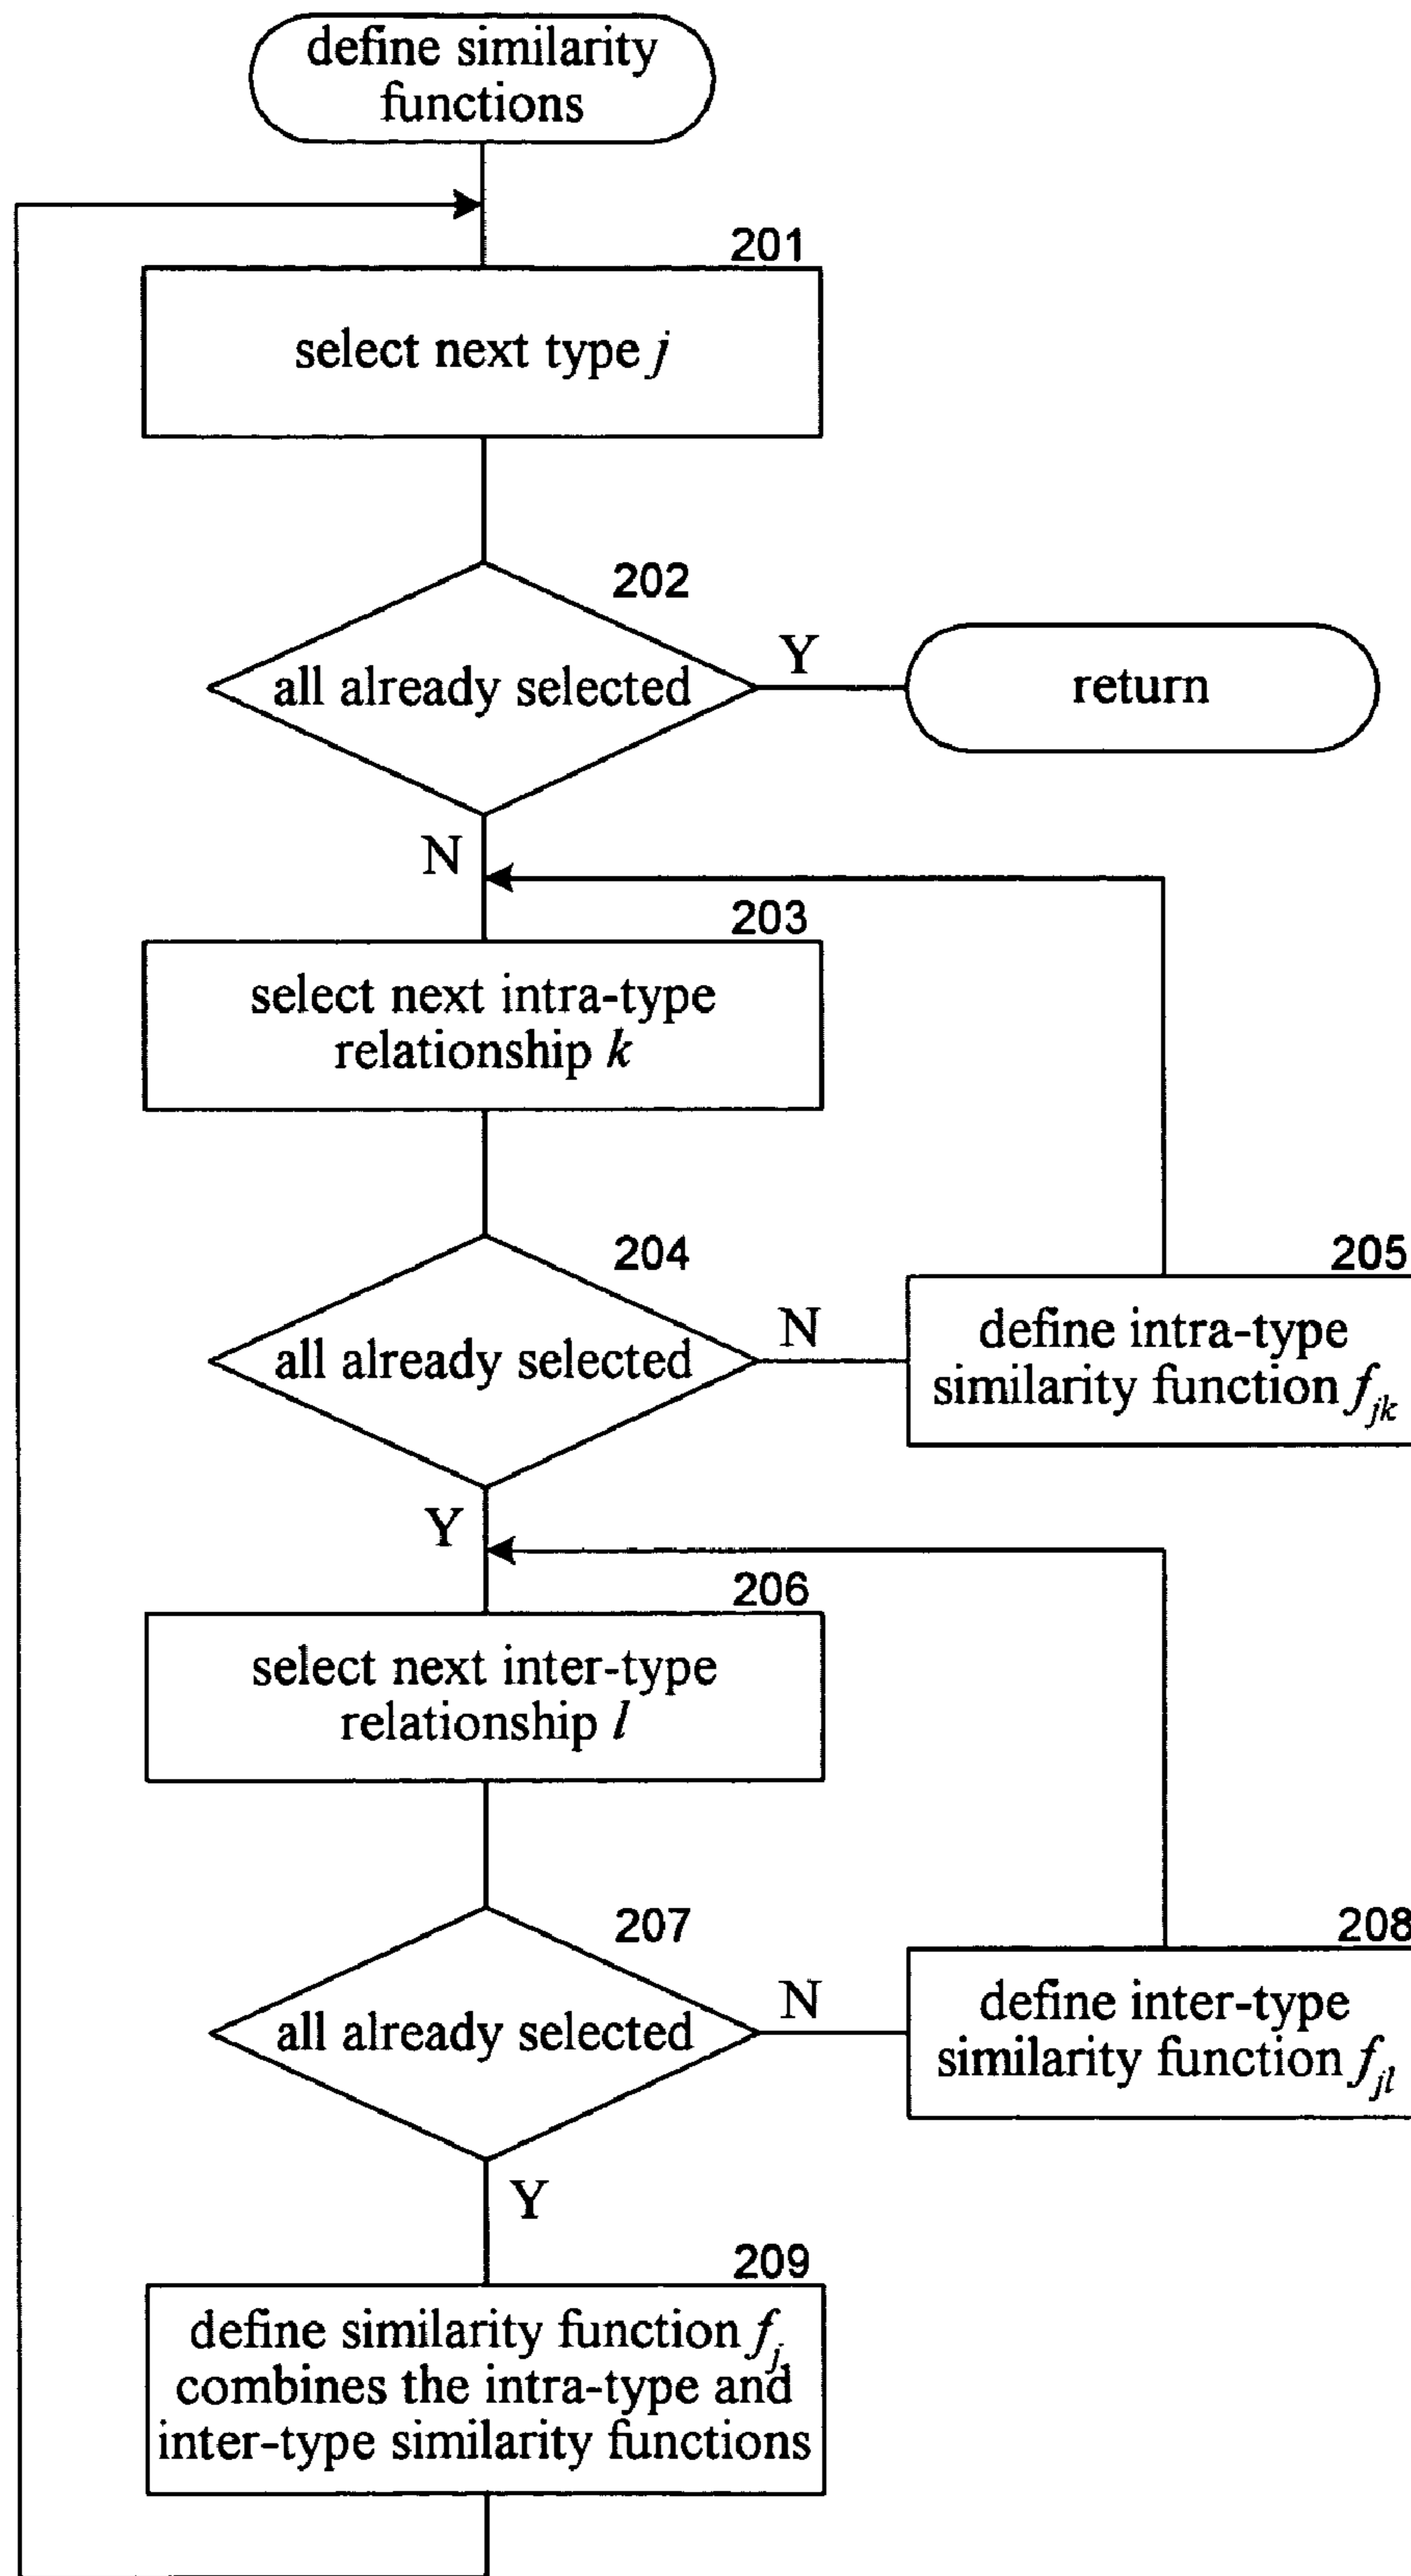 define similarity
functions
201
select next type j
202
all already selected
Y
return
N
203
select next intra-type
relationship k
204
all already selected
N
205
define intra-type
similarity function fjk
Y
206
select next inter-type
relationship l
207
all already selected
N
208
define inter-type
similarity function fjl
Y
209
define similarity function fj
combines the intra-type and
inter-type similarity functions